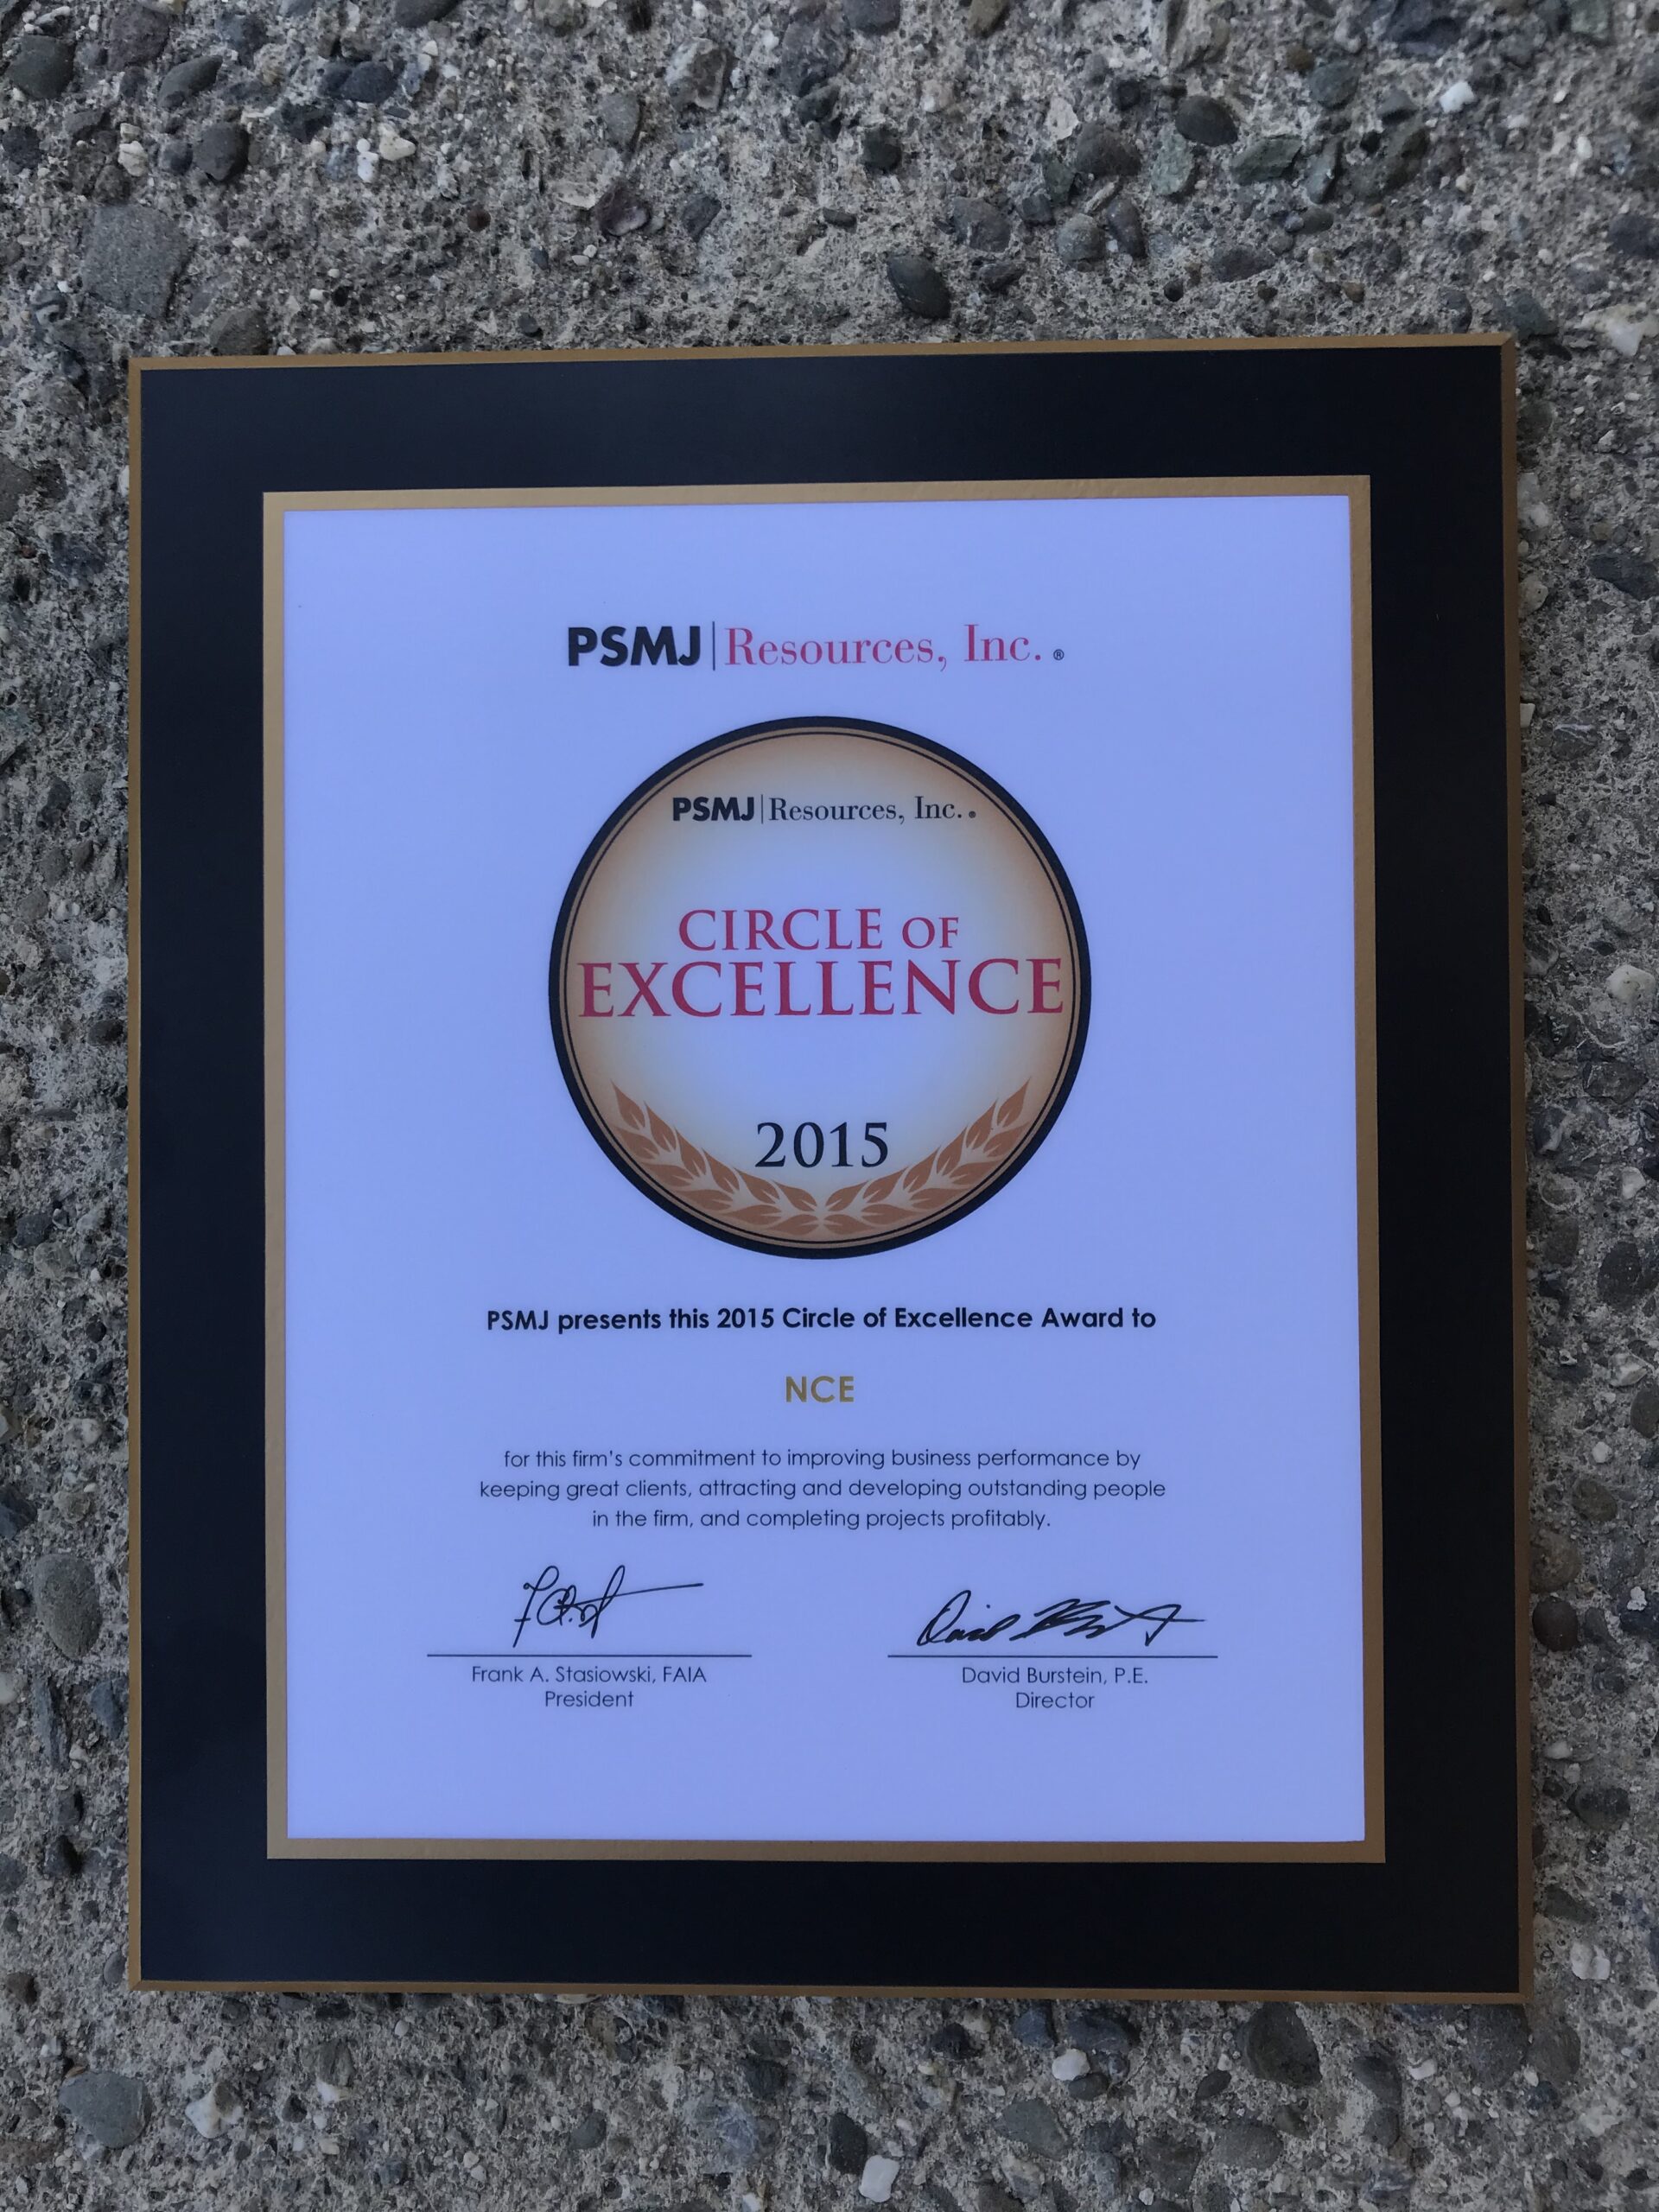 PSMJ|Resources, Inc.®
PSMJ|Resources, Inc.®
CIRCLE OF
EXCELLENCE
2015
PSMJ presents this 2015 Circle of Excellence Award to
NCE
for this firm's commitment to improving business performance by
keeping great clients, attracting and developing outstanding people
in the firm, and completing projects profitably.
Frank A. Stasiowski, FAIA
President
David Burstein, P.E.
Director